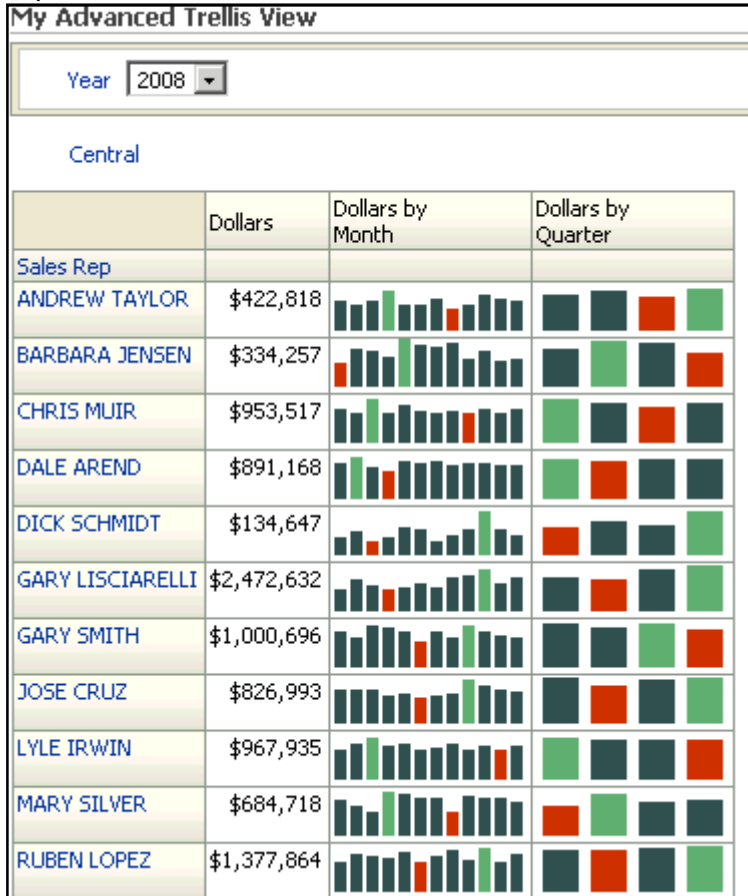 My Advanced Trellis View
Year 2008
Central
Dollars Dollars by Month Dollars by Quarter
Sales Rep
ANDREW TAYLOR $422,818
BARBARA JENSEN $334,257
CHRIS MUIR $953,517
DALE AREND $891,168
DICK SCHMIDT $134,647
GARY LISCIARELLI $2,472,632
GARY SMITH $1,000,696
JOSE CRUZ $826,993
LYLE IRWIN $967,935
MARY SILVER $684,718
RUBEN LOPEZ $1,377,864